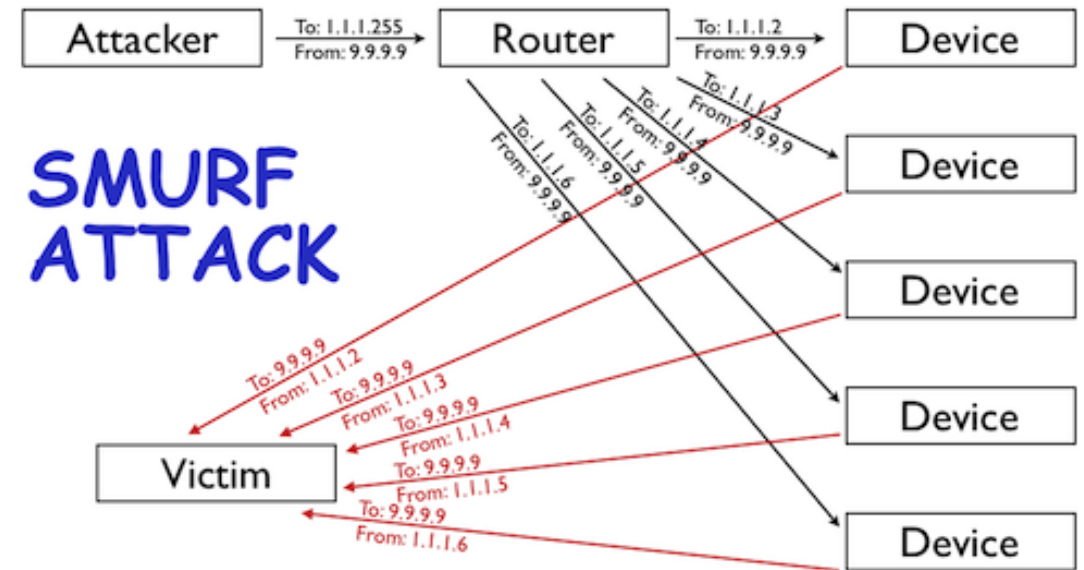 Attacker
To: 1.1.1.255
From: 9.9.9.9
Router
To: 1.1.1.2
From: 9.9.9.9
Device
To: 1.1.1.3
From: 9.9.9.9
To: 1.1.1.4
From: 9.9.9.9
To: 1.1.1.5
From: 9.9.9.9
To: 1.1.1.6
From: 9.9.9.9
Device
SMURF
ATTACK
Device
To: 9.9.9.9
From: 1.1.1.2
To: 9.9.9.9
From: 1.1.1.3
To: 9.9.9.9
From: 1.1.1.4
Device
Victim
To: 9.9.9.9
From: 1.1.1.5
To: 9.9.9.9
From: 1.1.1.6
Device